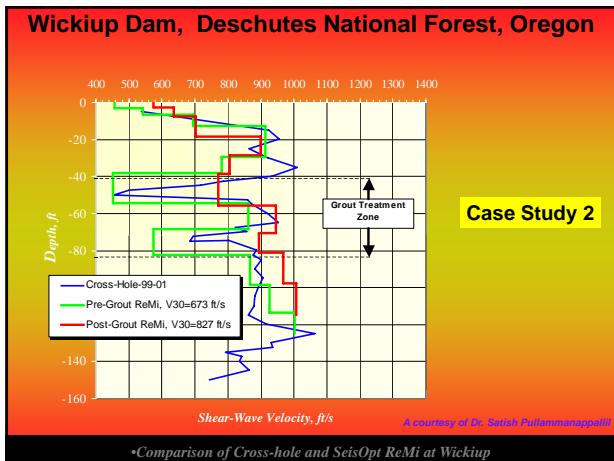 Wickiup Dam,  Deschutes National Forest, Oregon
400 500 600 700 800 900 1000 1100 1200 1300 1400
0
-20
-40
-60
-80
-140
-160
Depth, ft
Grout Treatment
Zone
Case Study 2
Cross-Hole-99-01
Pre-Grout ReMi, V30=673 ft/s
Post-Grout ReMi, V30=827 ft/s
Shear-Wave Velocity, ft/s
A courtesy of Dr. Satish Pullammanappallil
•Comparison of Cross-hole and SeisOpt ReMi at Wickiup